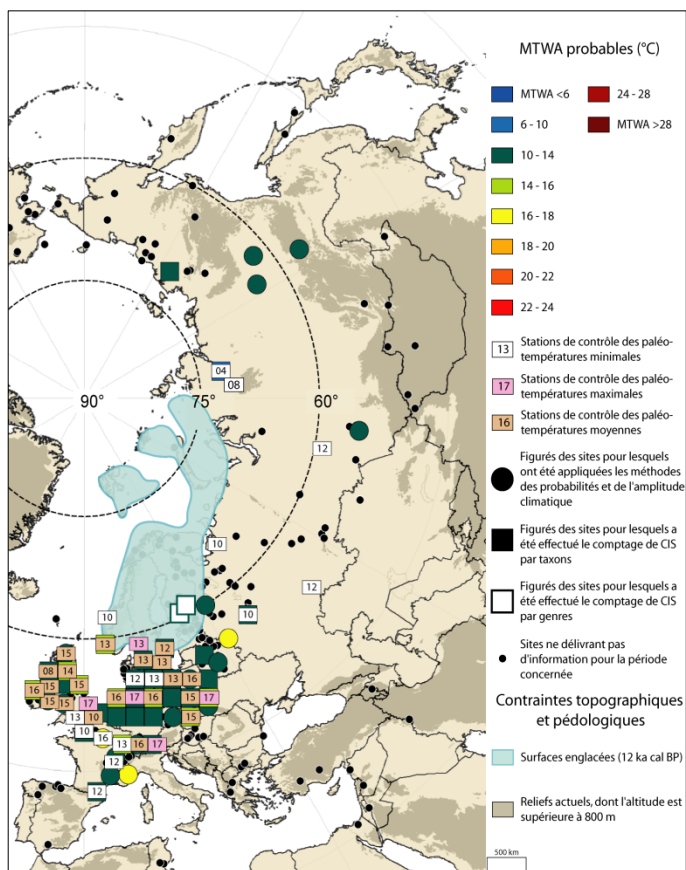 MTWA probables (°C)
MTWA <6
24 - 28
6 - 10
MTWA >28
10 - 14
14 - 16
16 - 18
18 - 20
20 - 22
22 - 24
13 Stations de contrôle des paléo-
températures minimales
17 Stations de contrôle des paléo-
températures maximales
16 Stations de contrôle des paléo-
températures moyennes
Figurés des sites pour lesquels
ont été appliquées les méthodes
des probabilités et de l'amplitude
climatique
Figurés des sites pour lesquels a
été effectué le comptage de CIS
par taxons
Figurés des sites pour lesquels a
été effectué le comptage de CIS
par genres
Sites ne délivrant pas
d'information pour la période
concernée
Contraintes topographiques
et pédologiques
Surfaces englacées (12 ka cal BP)
Reliefs actuels, dont l'altitude est
supérieure à 800 m
500 km
04
08
90° 75° 60°
12
10
12
10
10
13 13 12
13 13
15
08 14
12 13 13 16
16 15 15
15 15 17
16 17 16 15 17
13 10
15
10
16 13 16 17
12
12